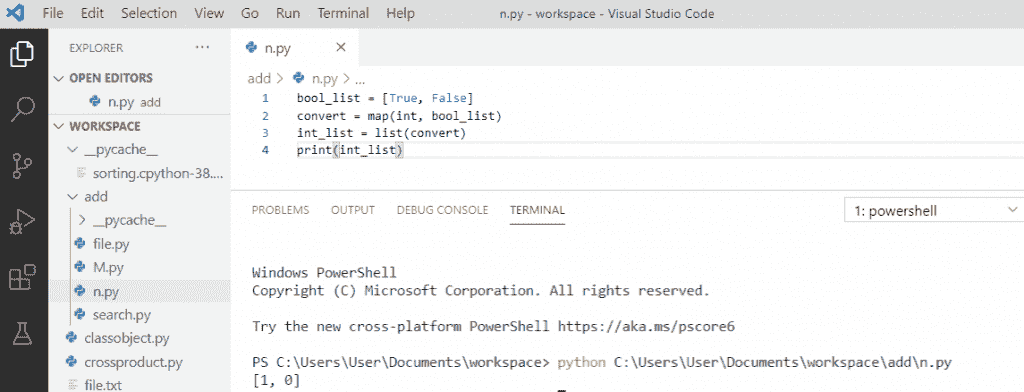 File Edit Selection View Go Run Terminal Help n.py - workspace - Visual Studio Code
EXPLORER ...
n.py ×
OPEN EDITORS
n.py add
WORKSPACE
__pycache__
sorting.cpython-38....
add
__pycache__
file.py
M.py
n.py
search.py
classobject.py
crossproduct.py
file.txt
add > n.py > ...
1 bool_list = [True, False]
2 convert = map(int, bool_list)
3 int_list = list(convert)
4 print(int_list)
PROBLEMS OUTPUT DEBUG CONSOLE TERMINAL 1: powershell
Windows PowerShell
Copyright (C) Microsoft Corporation. All rights reserved.
Try the new cross-platform PowerShell https://aka.ms/pscore6
PS C:\Users\User\Documents\workspace> python C:\Users\User\Documents\workspace\add\n.py
[1, 0]